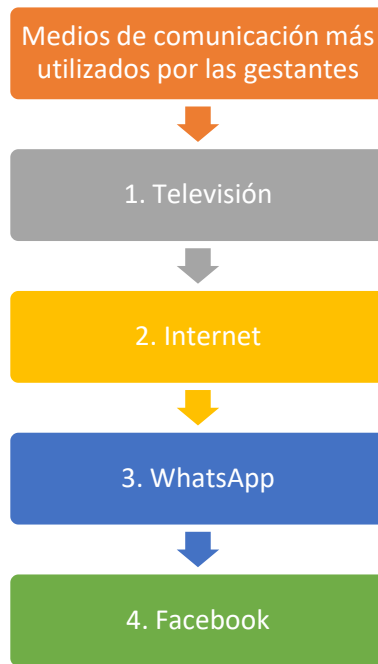 Medios de comunicación más
utilizados por las gestantes
1. Televisión
2. Internet
3. WhatsApp
4. Facebook